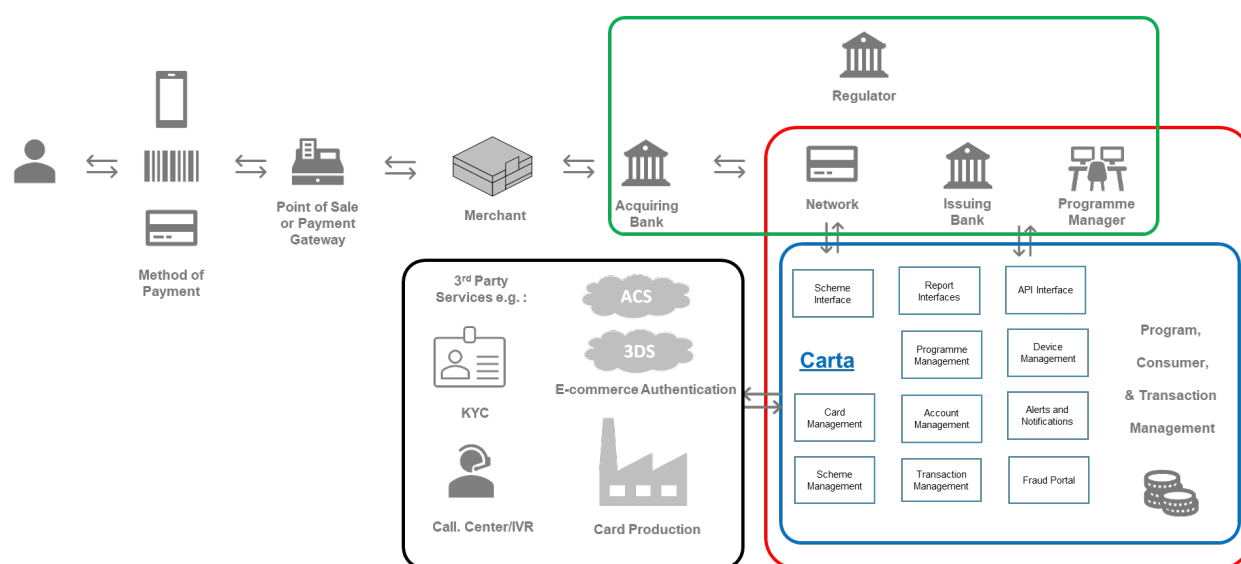 Regulator
Point of Sale
or Payment
Gateway
Merchant
Acquiring
Bank
Network
Issuing
Bank
Programme
Manager
Method of
Payment
3rd Party
Services e.g. :
ACS
3DS
E-commerce Authentication
KYC
Call. Center/IVR
Card Production
Scheme
Interface
Report
Interfaces
API Interface
Carta
Programme
Management
Device
Management
Card
Management
Account
Management
Alerts and
Notifications
Scheme
Management
Transaction
Management
Fraud Portal
Program,
Consumer,
& Transaction
Management